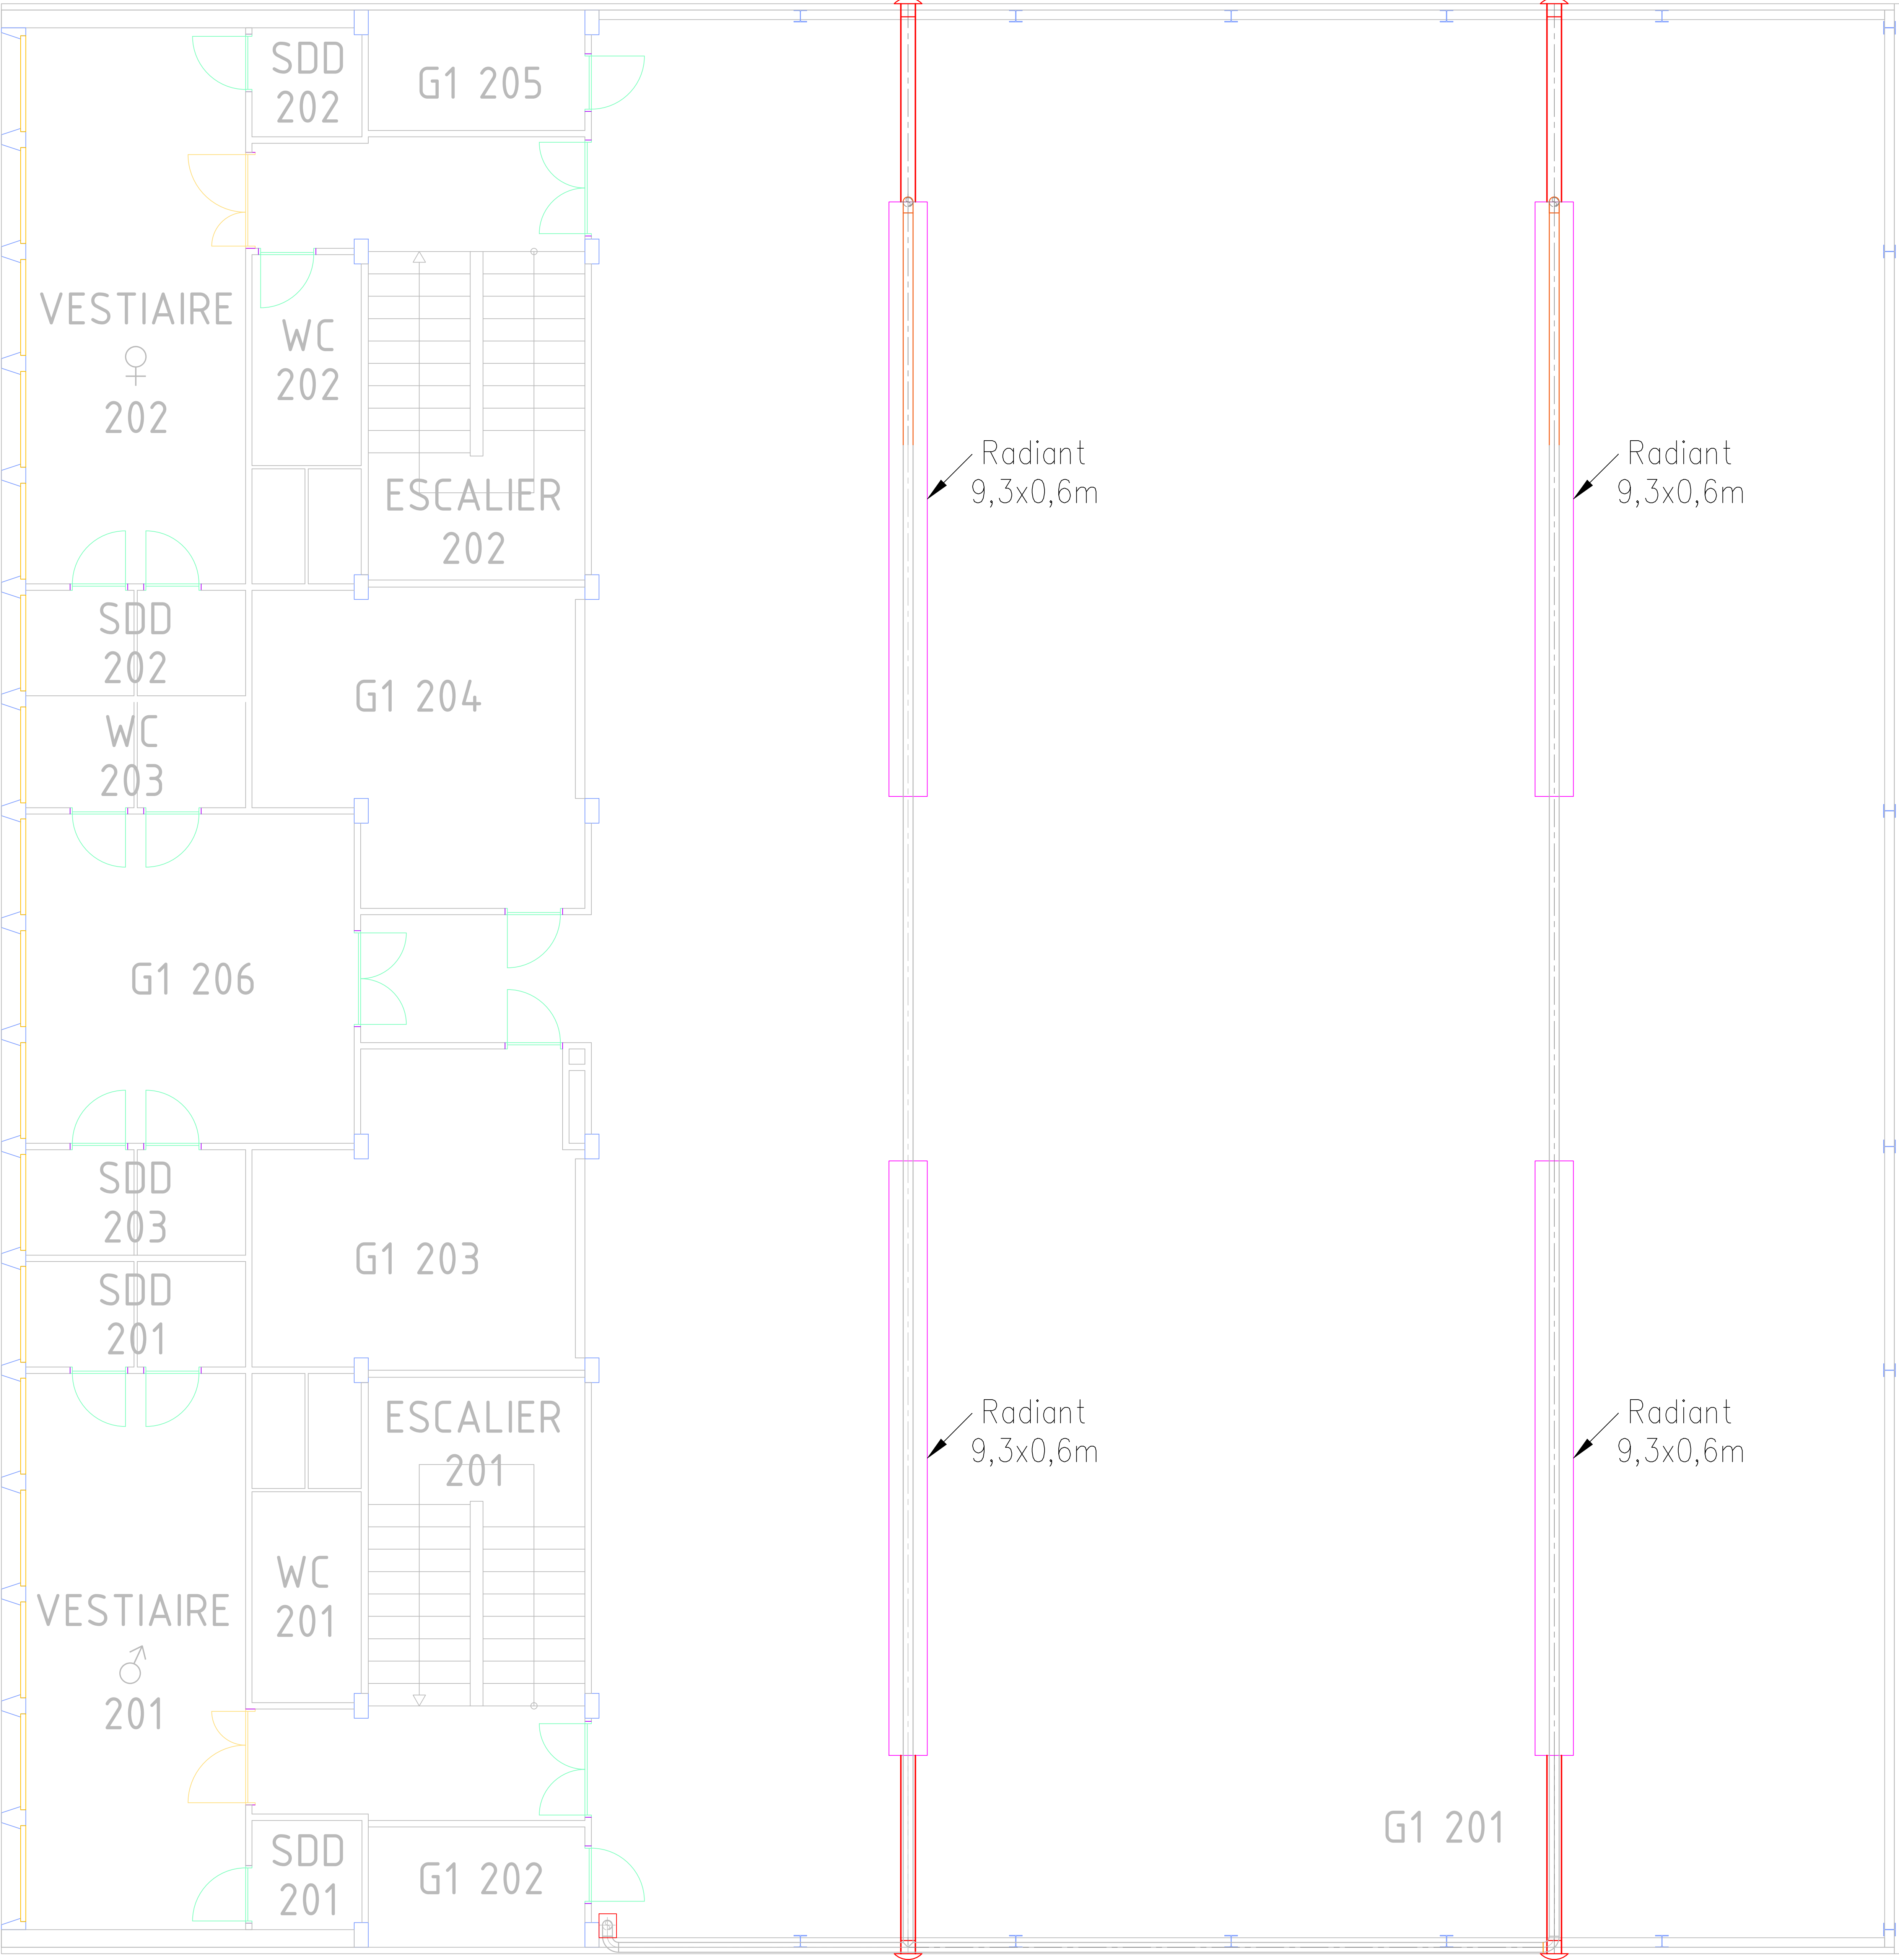 SDD
202
G1 205
VESTIAIRE
♀
202
WC
202
ESCALIER
202
Radiant
9,3x0,6m
Radiant
9,3x0,6m
SDD
202
G1 204
WC
203
G1 206
SDD
203
G1 203
SDD
201
ESCALIER
201
Radiant
9,3x0,6m
Radiant
9,3x0,6m
WC
201
VESTIAIRE
♂
201
SDD
201
G1 202
G1 201